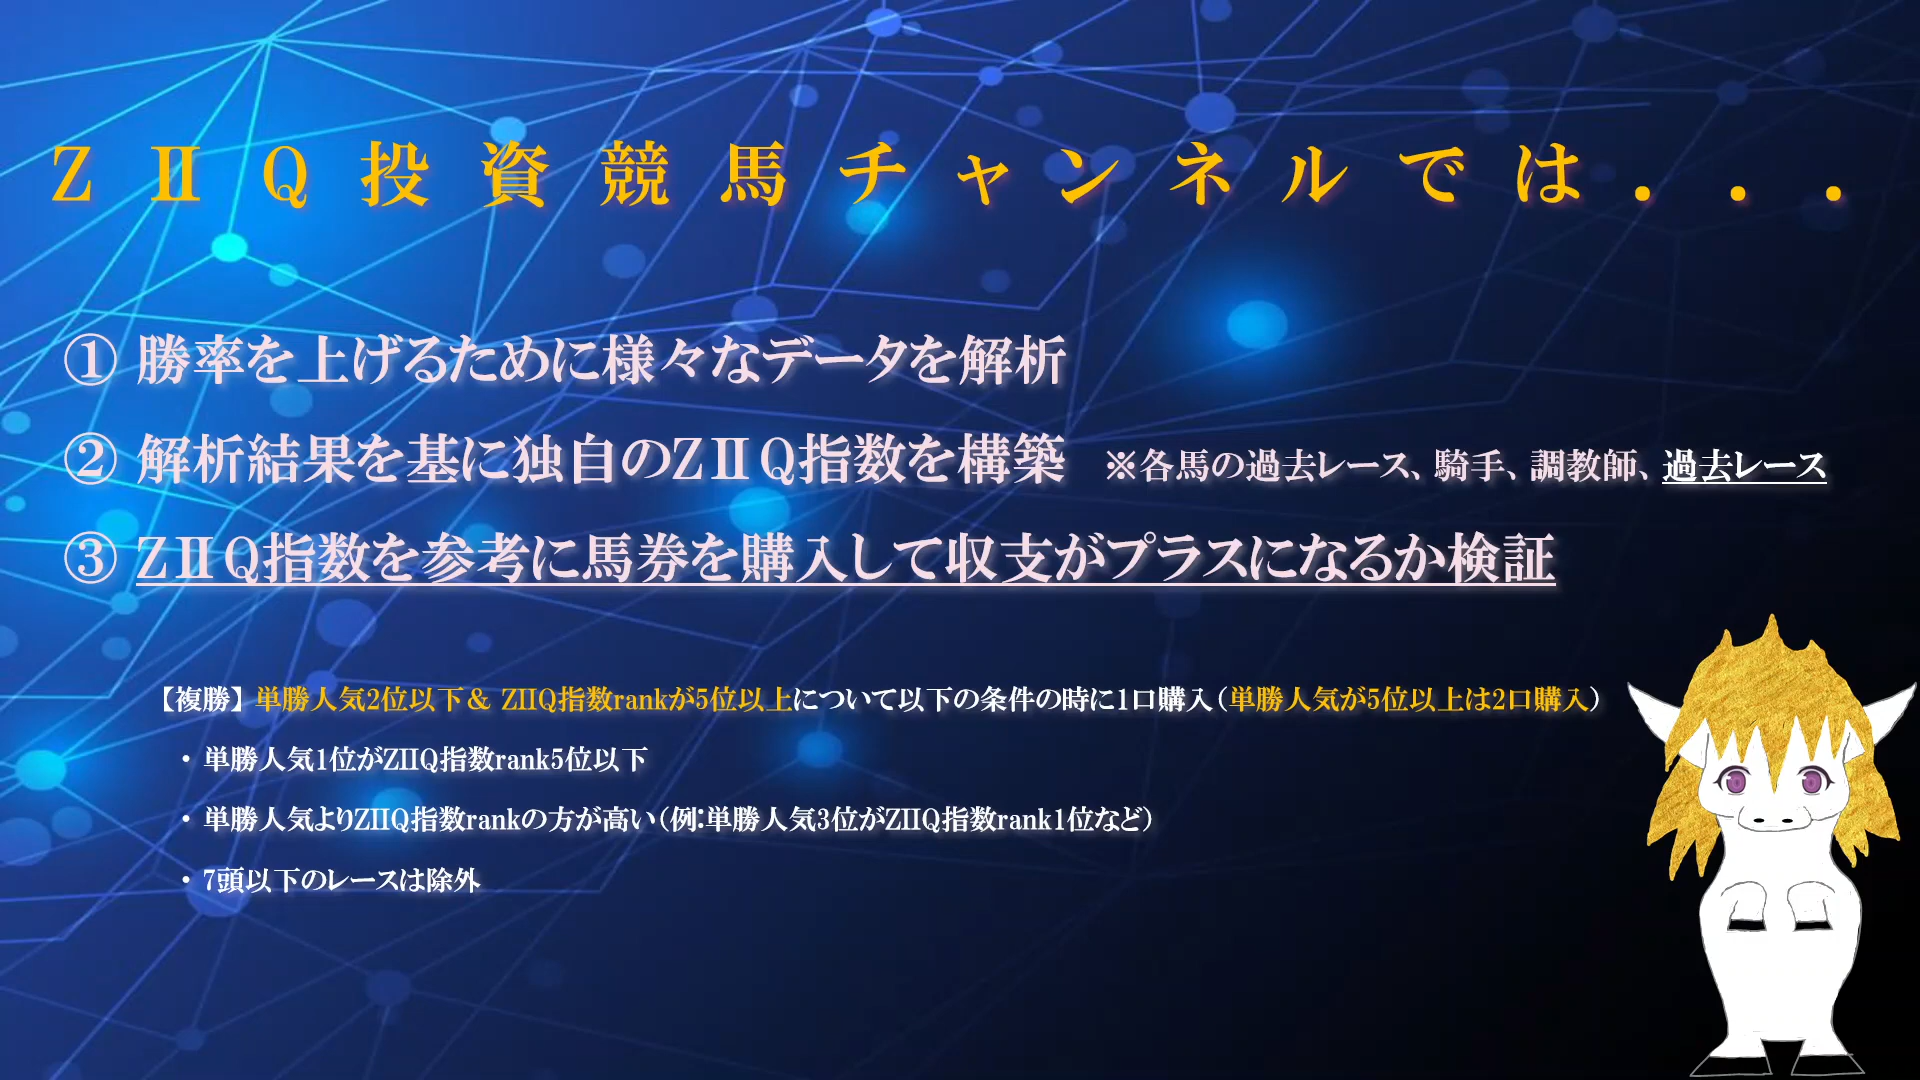 ZⅡQ投資競馬チャンネルでは...
① 勝率を上げるために様々なデータを解析
② 解析結果を基に独自のZⅡQ指数を構築 ※各馬の過去レース、騎手、調教師、過去レース
③ ZⅡQ指数を参考に馬券を購入して収支がプラスになるか検証
【複勝】単勝人気2位以下＆ ZⅡQ指数rankが5位以上について以下の条件の時に1口購入（単勝人気が5位以上は2口購入）
・ 単勝人気1位がZⅡQ指数rank5位以下
・ 単勝人気よりZⅡQ指数rankの方が高い（例：単勝人気3位がZⅡQ指数rank1位など）
・ 7頭以下のレースは除外